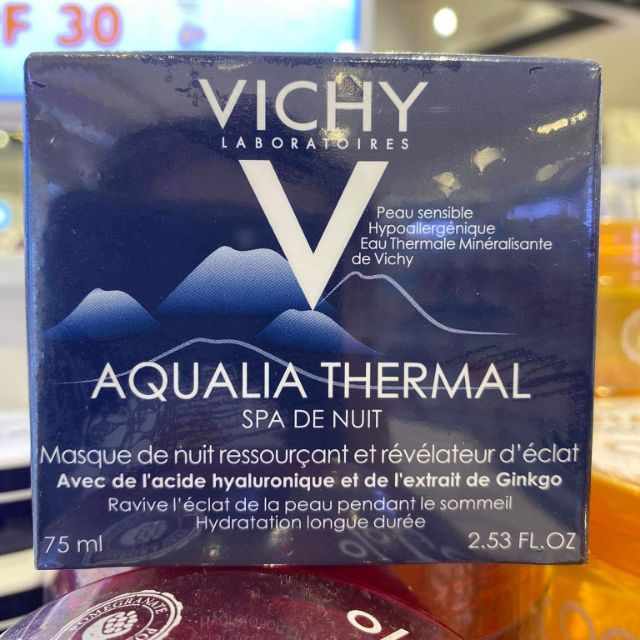 F 30
VICHY
LABORATOIRES
V
Peau sensible
Hypoallergénique
Eau Thermale Minéralisante
de Vichy
AQUALIA THERMAL
SPA DE NUIT
Masque de nuit ressourçant et révélateur d'éclat
Avec de l'acide hyaluronique et de l'extrait de Ginkgo
Ravive l'éclat de la peau pendant le sommeil
Hydratation longue durée
75 ml
2.53 FL.OZ
POMEGRANATE